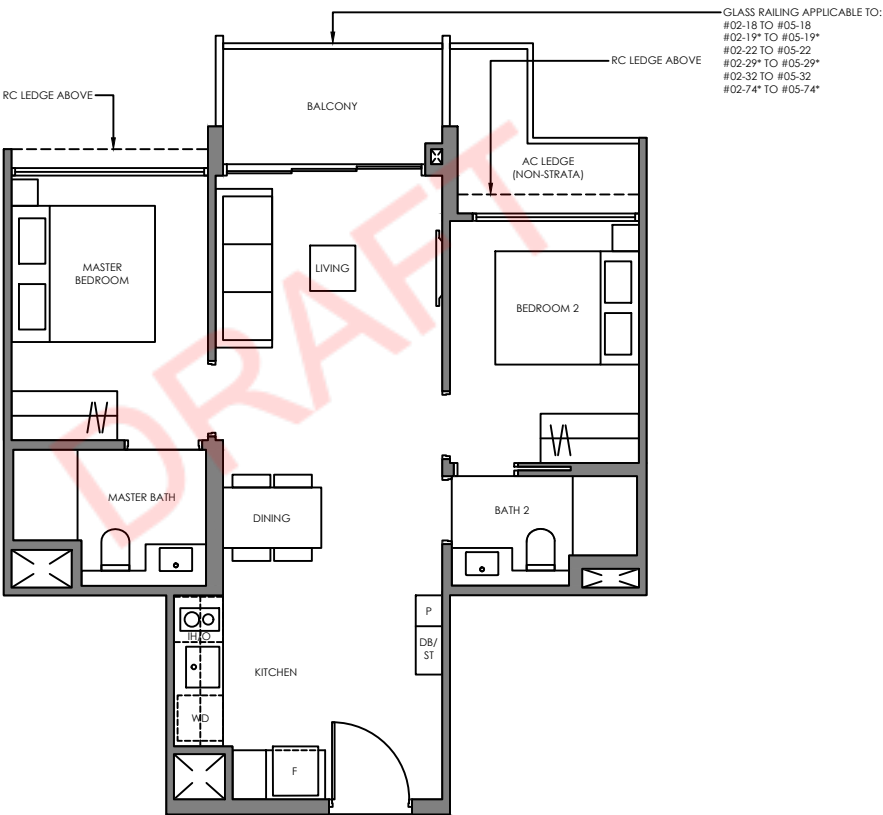 GLASS RAILING APPLICABLE TO:
#02-18 TO #05-18
#02-19* TO #05-19*
#02-22 TO #05-22
#02-29* TO #05-29*
#02-32 TO #05-32
#02-74* TO #05-74*
RC LEDGE ABOVE
RC LEDGE ABOVE
BALCONY
AC LEDGE
(NON-STRATA)
MASTER
BEDROOM
LIVING
BEDROOM 2
DRAFT
MASTER BATH
DINING
BATH 2
P
DB/
ST
IH/O
KITCHEN
WD
F